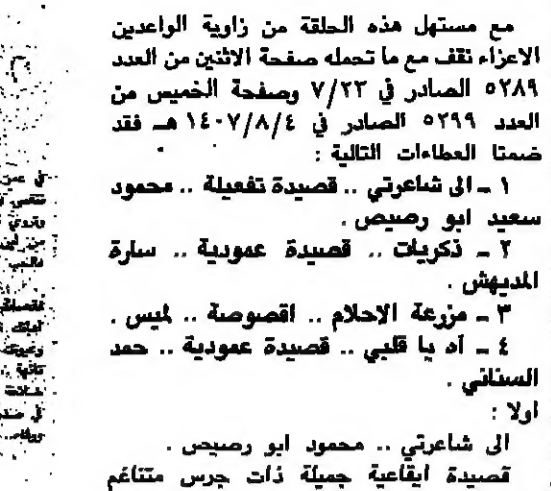 مع مستهل هذه الحلقة من زاوية الواعدين
الاعزاء نقف مع ما تحمله صفحة الاثنين من العدد
٥٢٨٩ الصادر في ٧/٢٣ وصفحة الخميس من
العدد ٥٢٩٩ الصادر في ١٤٠٧/٨/٤ هـ فقد
ضمتا العطاءات التالية :
١ ـ الى شاعرتي .. قصيدة تفعيلة .. محمود
سعيد ابو رصيص .
٢ ـ ذكريات .. قصيدة عمودية .. سارة
المديهش .
٣ ـ مزرعة الاحلام .. اقصوصة .. لميس .
٤ ـ آه يا قلبي .. قصيدة عمودية .. حمد
السناني .
اولا :
الى شاعرتي .. محمود ابو رصيص .
قصيدة ايقاعية جميلة ذات جرس متناغم